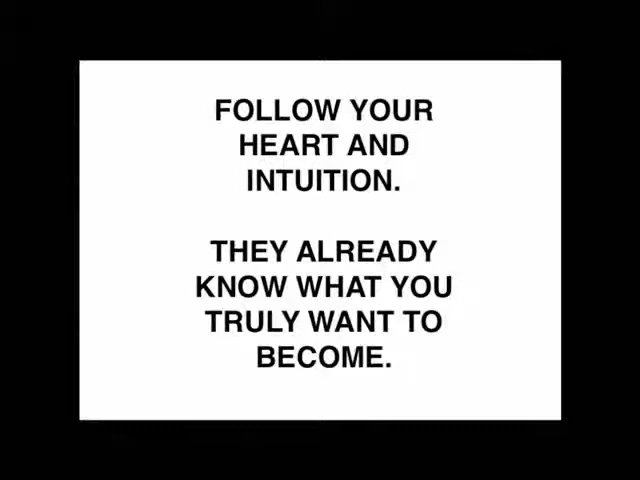 FOLLOW YOUR
HEART AND
INTUITION.
THEY ALREADY
KNOW WHAT YOU
TRULY WANT TO
BECOME.